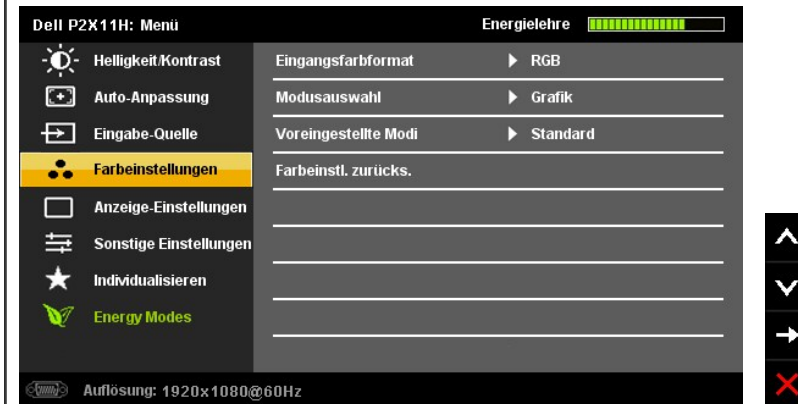 Dell P2X11H: Menü Energielehre
Helligkeit/Kontrast Eingangsfarbformat RGB
Auto-Anpassung Modusauswahl Grafik
Eingabe-Quelle Voreingestellte Modi Standard
Farbeinstellungen Farbeinstl. zurücks.
Anzeige-Einstellungen
Sonstige Einstellungen
Individualisieren
Energy Modes
Auflösung: 1920x1080@60Hz